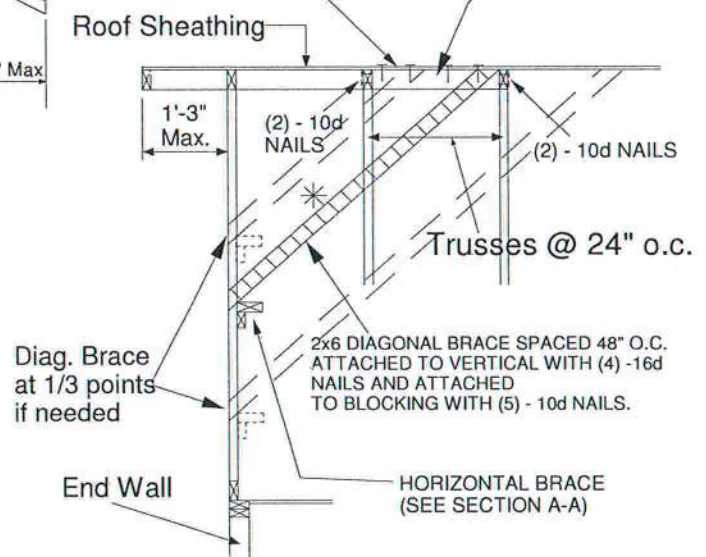 Roof Sheathing
" Max
1'-3"
Max.
(2) - 10d
NAILS
(2) - 10d NAILS
Trusses @ 24" o.c.
2x6 DIAGONAL BRACE SPACED 48" O.C.
ATTACHED TO VERTICAL WITH (4) -16d
NAILS AND ATTACHED
TO BLOCKING WITH (5) - 10d NAILS.
Diag. Brace
at 1/3 points
if needed
End Wall
HORIZONTAL BRACE
(SEE SECTION A-A)